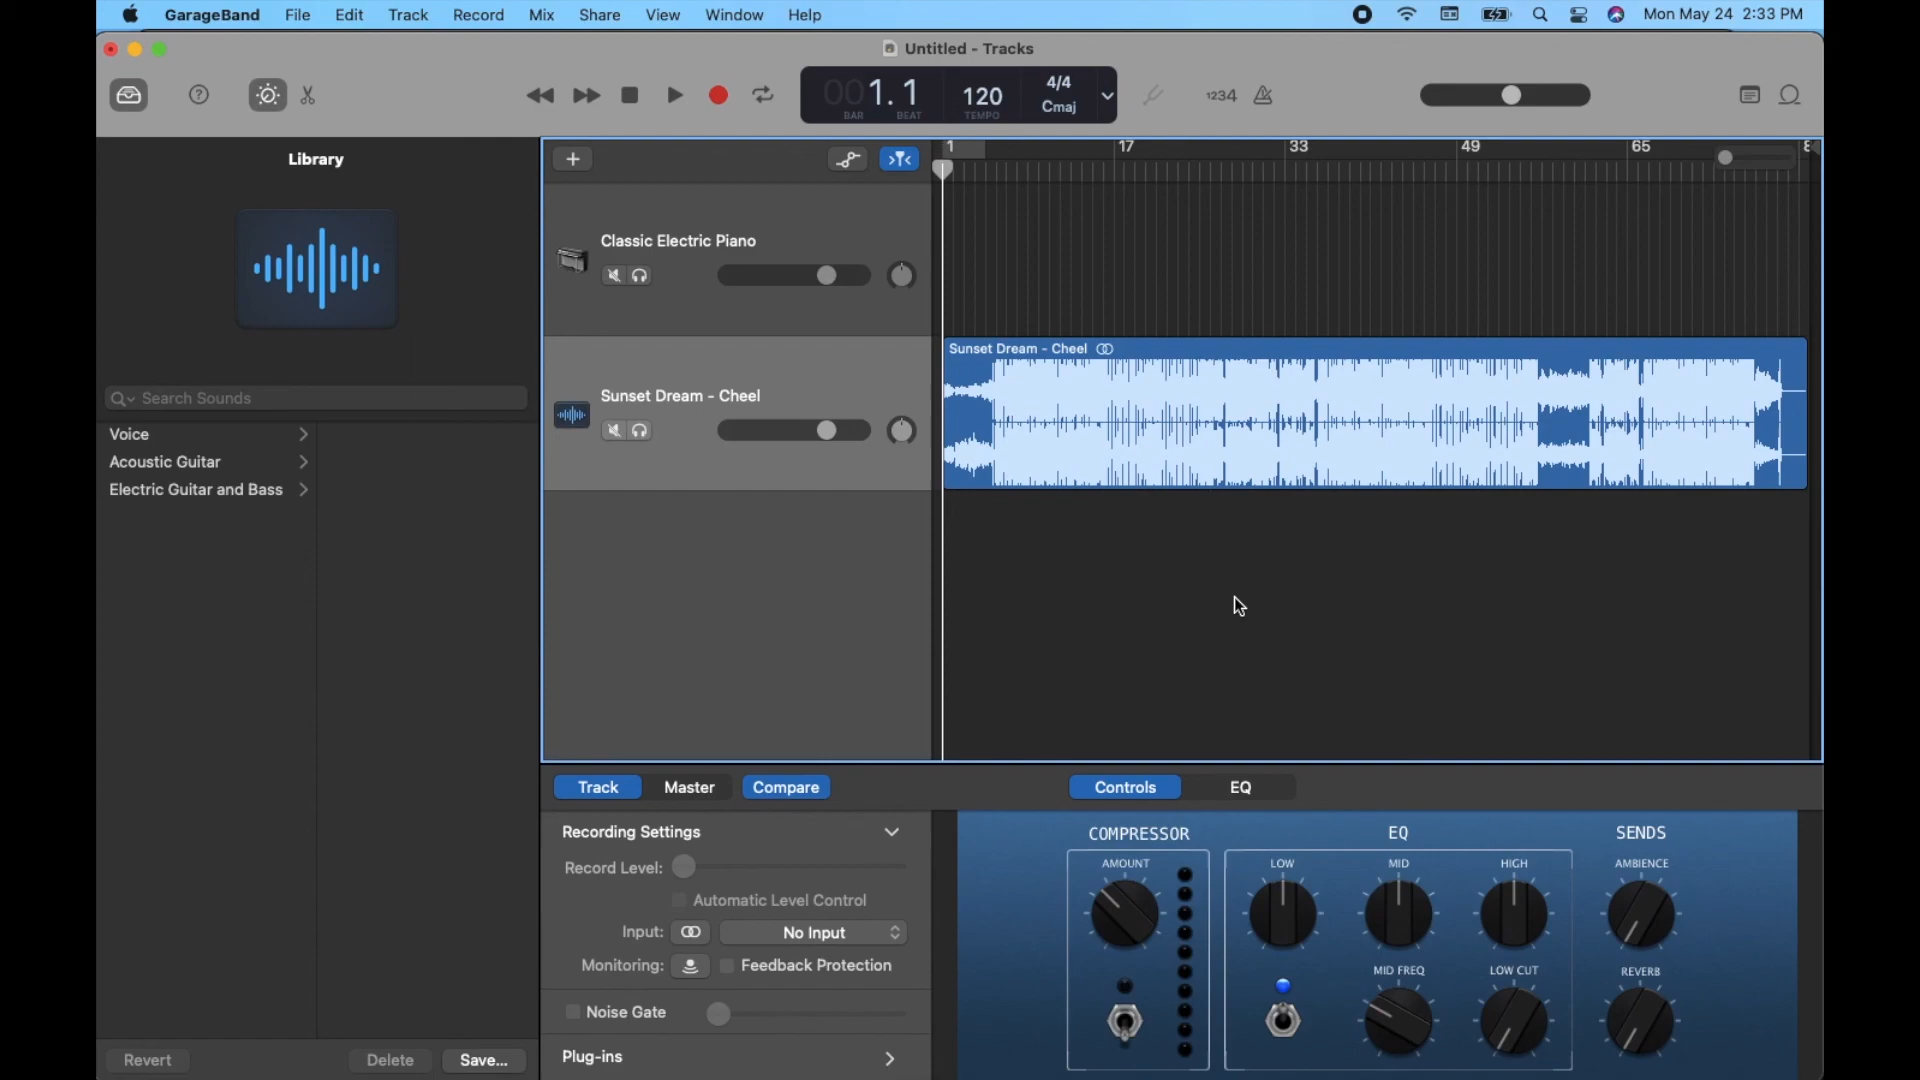 GarageBand File Edit Track Record Mix Share View Window Help Mon May 24 2:33 PM
Untitled - Tracks
001.1 120 4/4
Cmaj
BAR BEAT TEMPO
1234
Library
1 17 33 49 65
Classic Electric Piano
Sunset Dream - Cheel
Sunset Dream - Cheel
Search Sounds
Voice
Acoustic Guitar
Electric Guitar and Bass
Track Master Compare Controls EQ
Recording Settings
Record Level:
Automatic Level Control
Input: No Input
Monitoring: Feedback Protection
Noise Gate
Plug-ins
COMPRESSOR EQ SENDS
AMOUNT LOW MID HIGH AMBIENCE
MID FREQ LOW CUT REVERB
Revert Delete Save...